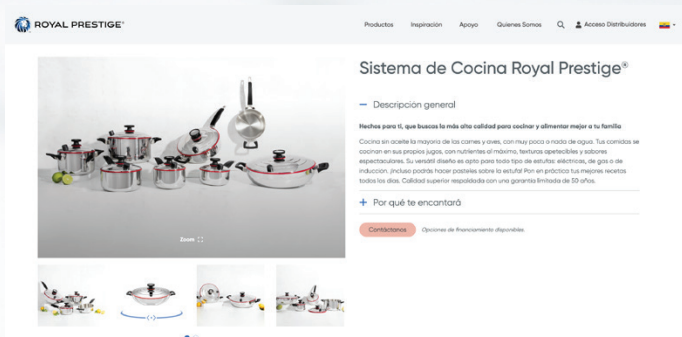 ROYAL PRESTIGE®
Productos Inspiración Apoyo Quienes Somos Acceso Distribuidores
Sistema de Cocina Royal Prestige®
− Descripción general
Hechos para ti, que buscas la más alta calidad para cocinar y alimentar mejor a tu familia
Cocina sin aceite la mayoría de las carnes y aves, con muy poca o nada de agua. Tus comidas se
cocinan en sus propios jugos, con nutrientes al máximo, texturas apetecibles y sabores
espectaculares. Su versátil diseño es apto para todo tipo de estufas: eléctricas, de gas o de
inducción. ¡Incluso podrás hacer pasteles sobre la estufa! Pon en práctica tus mejores recetas
todos los días. Calidad superior respaldada con una garantía limitada de 50 años.
+ Por qué te encantará
Contáctanos Opciones de financiamiento disponibles.
Zoom